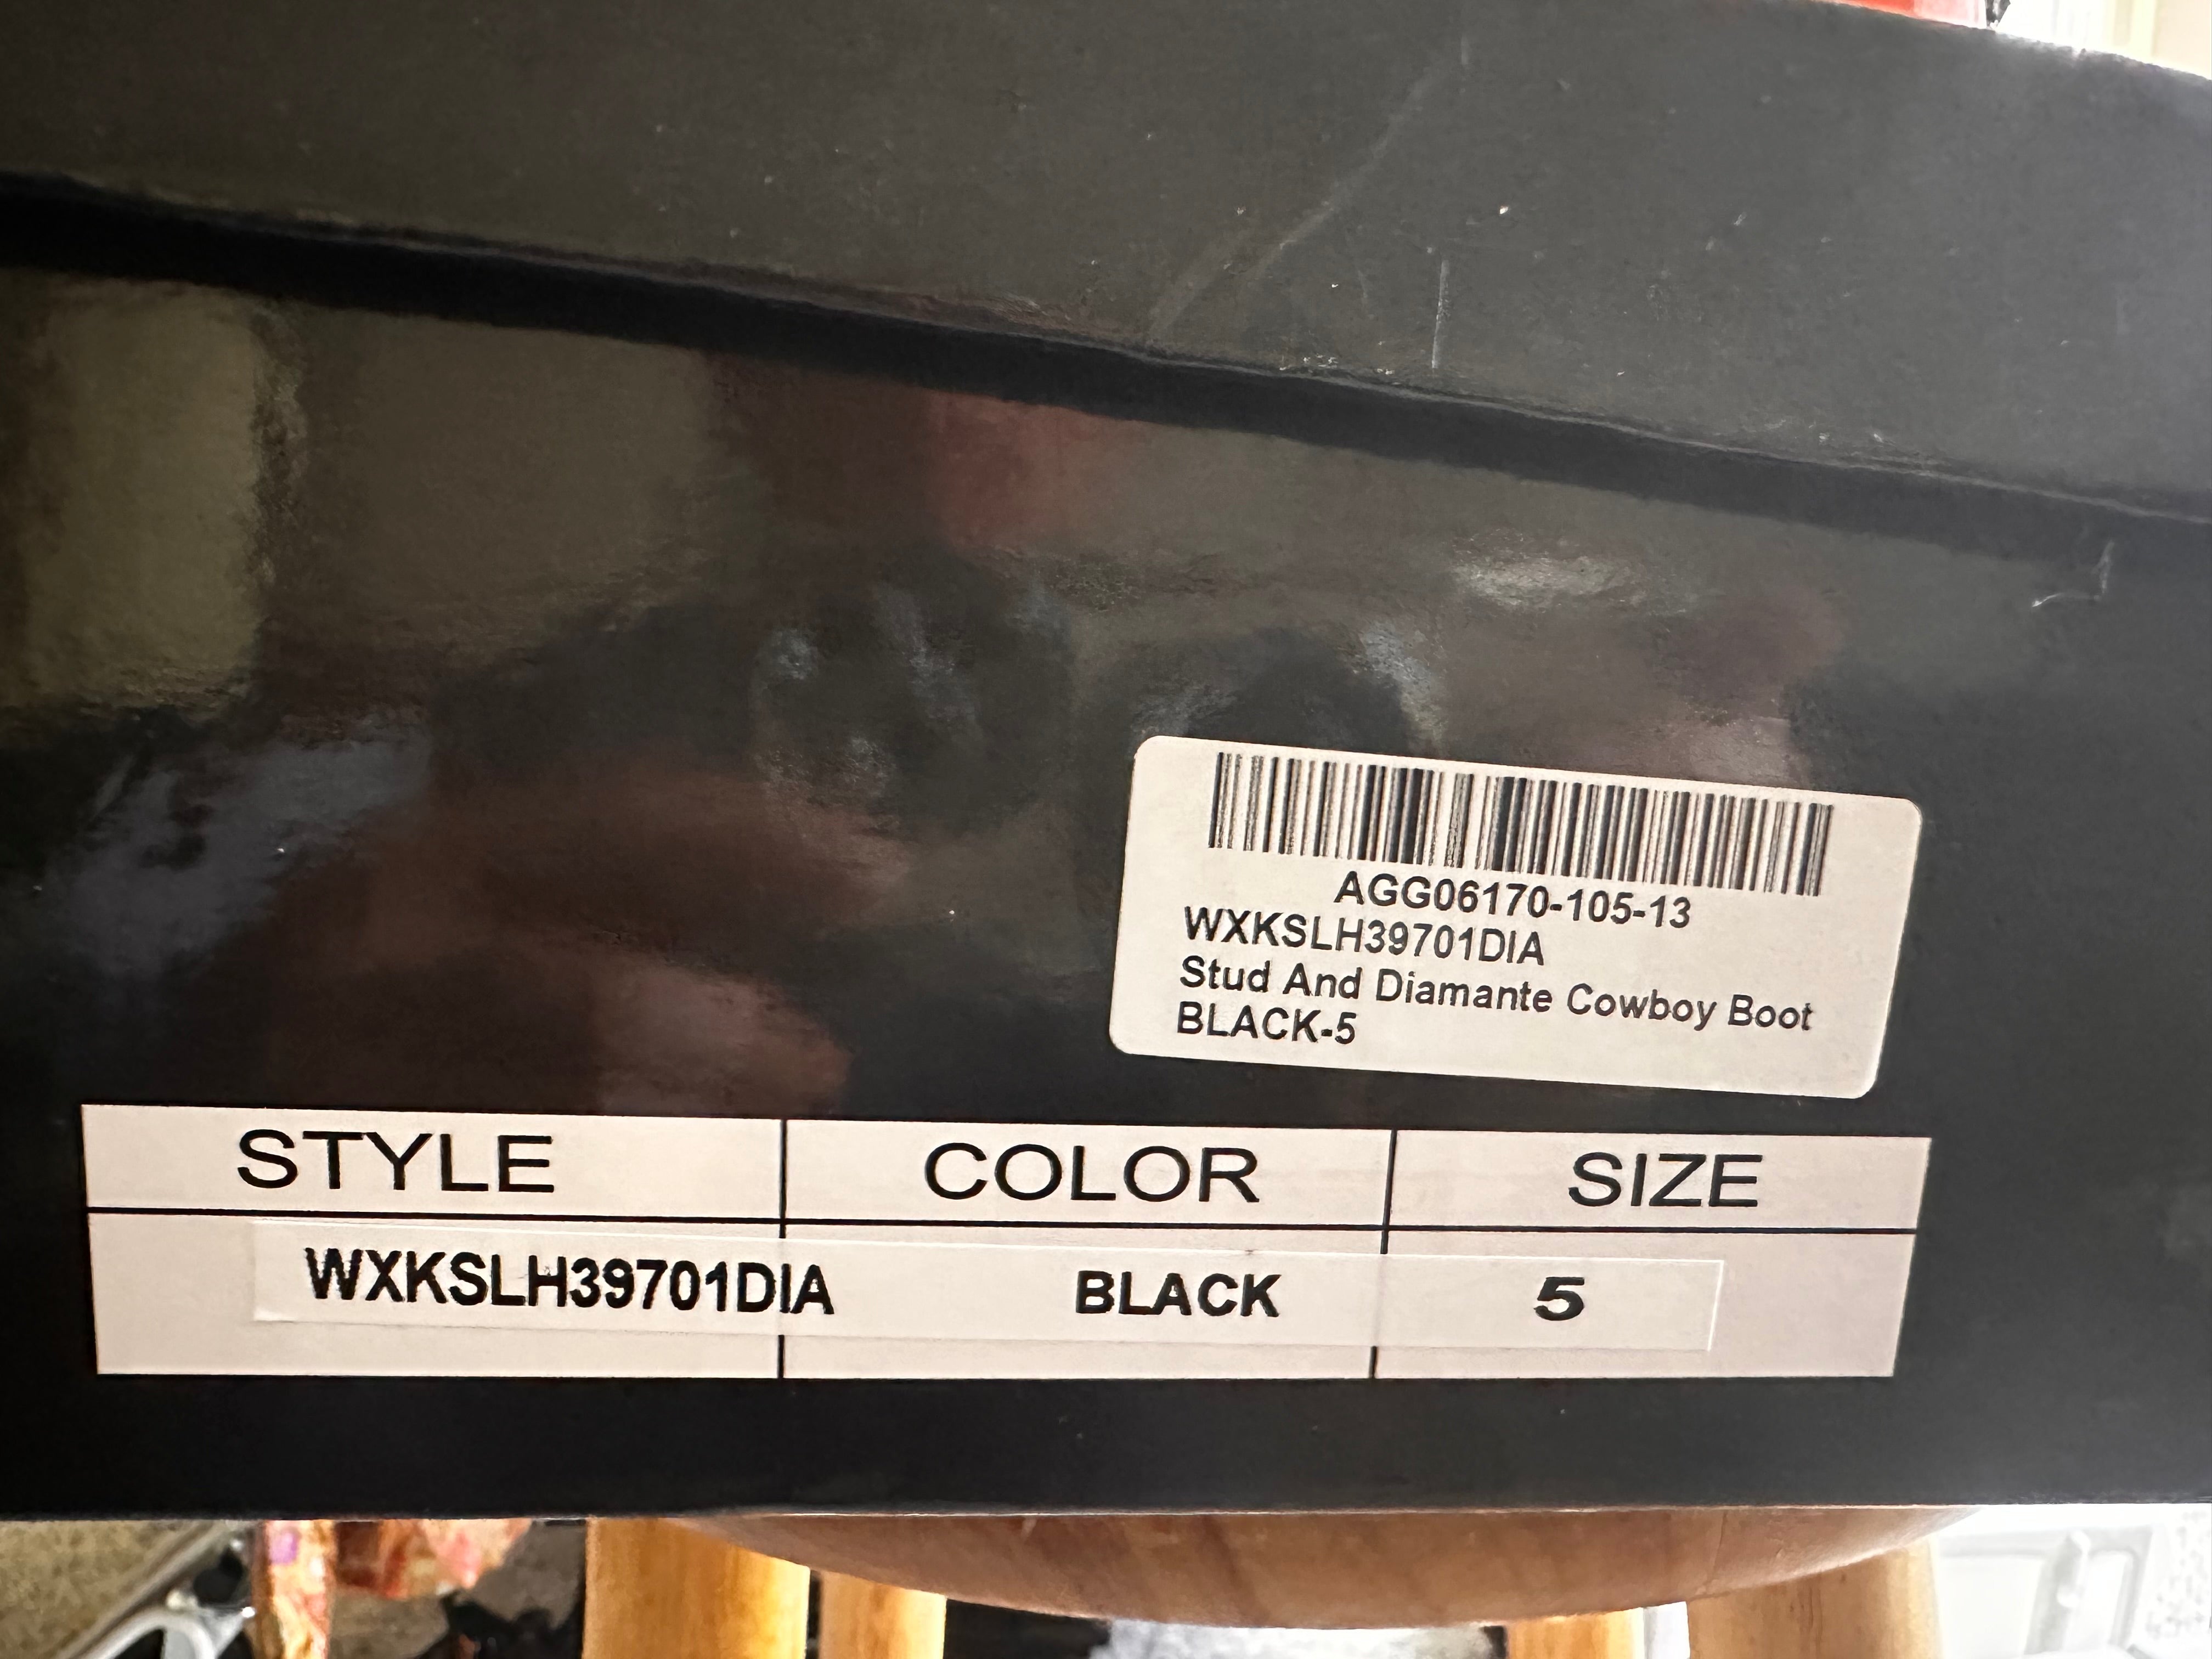 AGG06170-105-13
WXKSLH39701DIA
Stud And Diamante Cowboy Boot
BLACK-5
STYLE COLOR SIZE
WXKSLH39701DIA BLACK 5